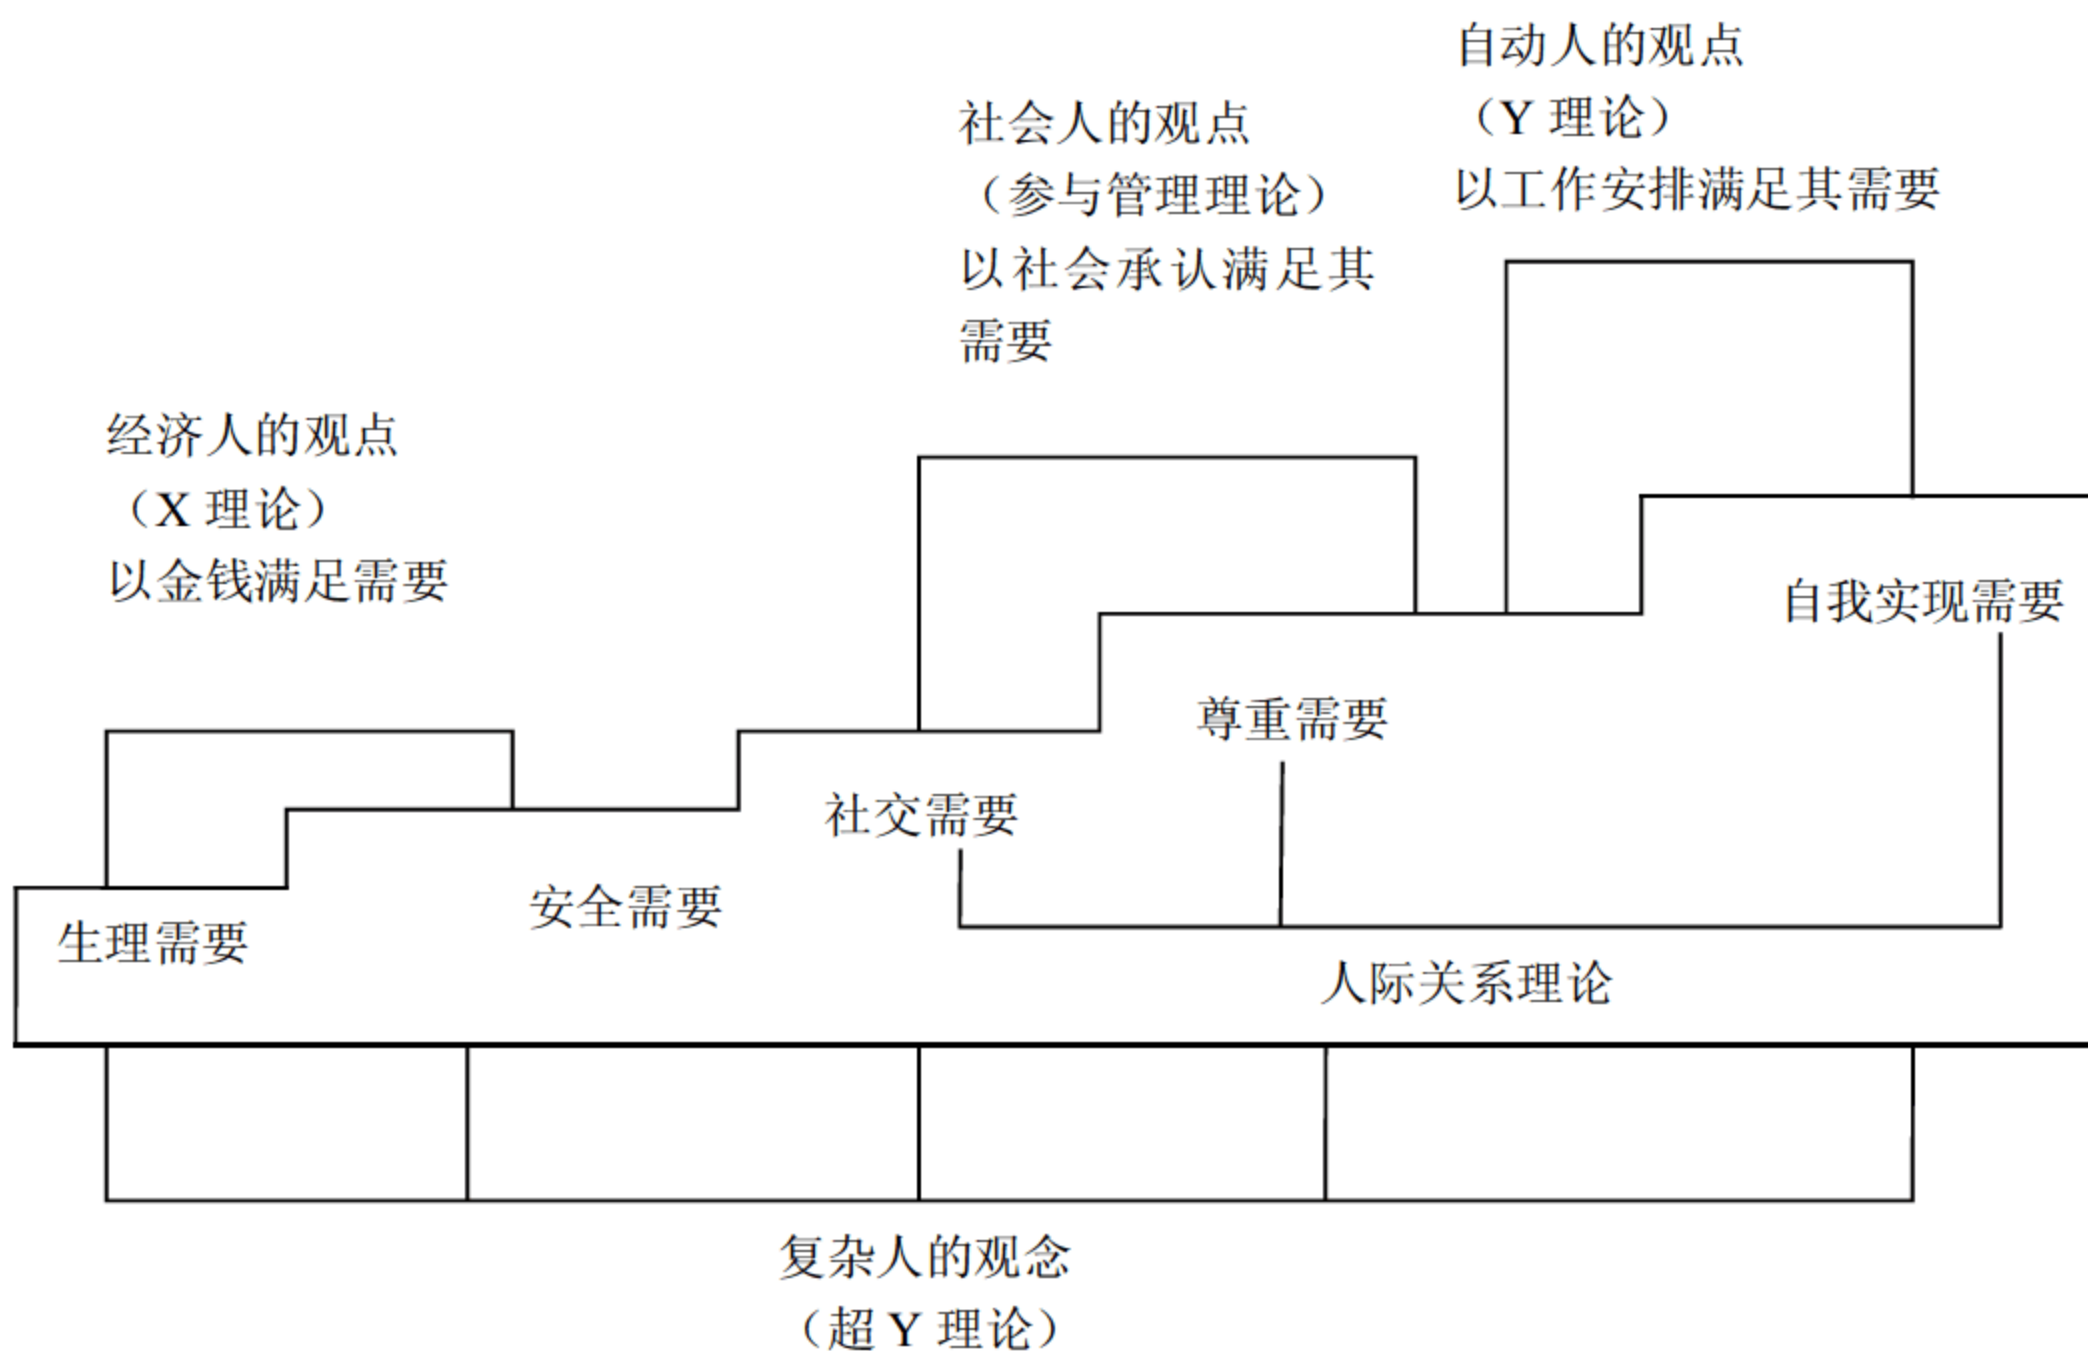 自动人的观点
（Y 理论）
以工作安排满足其需要
社会人的观点
（参与管理理论）
以社会承认满足其
需要
经济人的观点
（X 理论）
以金钱满足需要
自我实现需要
尊重需要
社交需要
安全需要
生理需要
人际关系理论
复杂人的观念
（超 Y 理论）